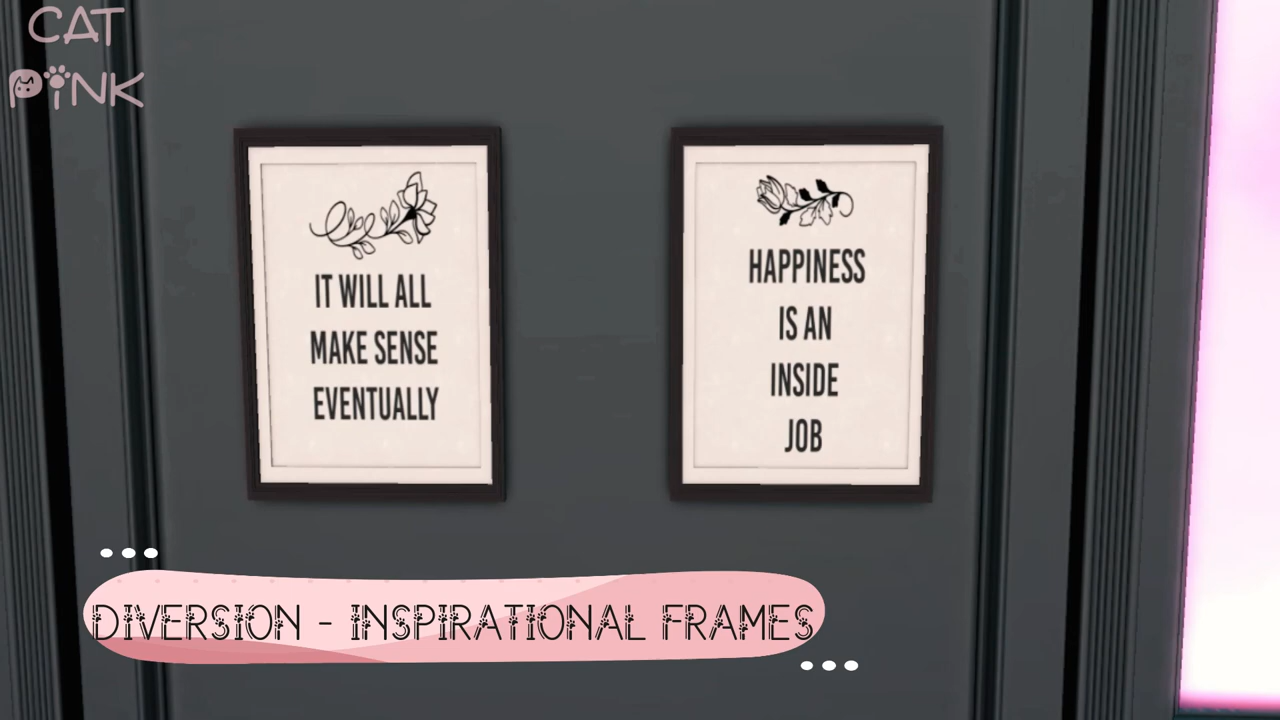 CAT
PINK
IT WILL ALL
MAKE SENSE
EVENTUALLY
HAPPINESS
IS AN
INSIDE
JOB
DIVERSION - INSPIRATIONAL FRAMES